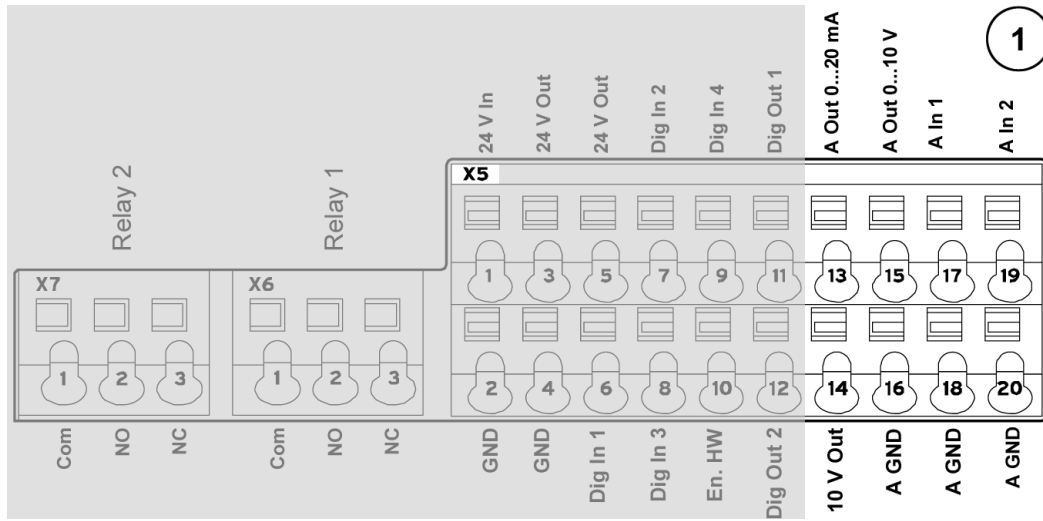 1
24 V In
24 V Out
24 V Out
Dig In 2
Dig In 4
Dig Out 1
A Out 0...20 mA
A Out 0...10 V
A In 1
A In 2
Relay 2
Relay 1
X5
1 3 5 7 9 11 13 15 17 19
X7
X6
1 2 3
1 2 3
2 4 6 8 10 12 14 16 18 20
Com
NO
NC
Com
NO
NC
GND
GND
Dig In 1
Dig In 3
En. HW
Dig Out 2
10 V Out
A GND
A GND
A GND